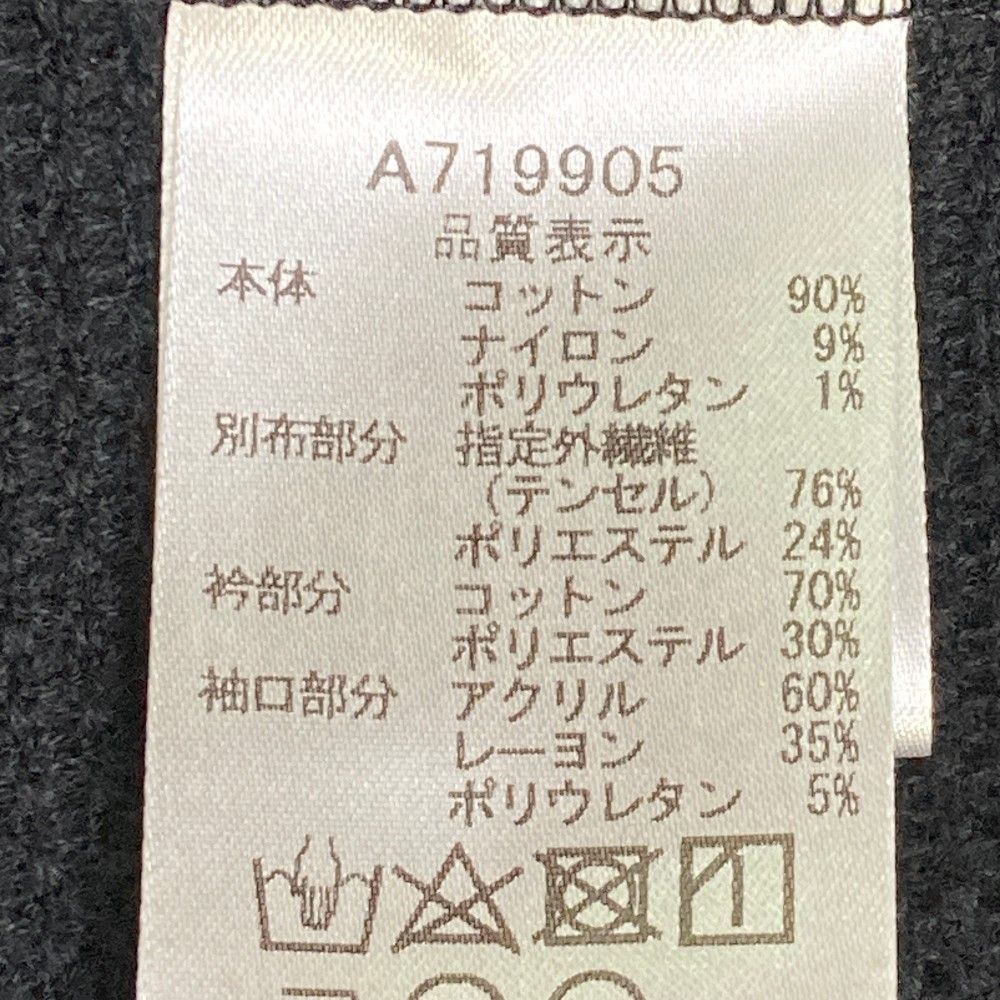 A719905
品質表示
本体 コットン 90%
ナイロン 9%
ポリウレタン 1%
別布部分 指定外繊維
(テンセル) 76%
ポリエステル 24%
衿部分 コットン 70%
ポリエステル 30%
袖口部分 アクリル 60%
レーヨン 35%
ポリウレタン 5%